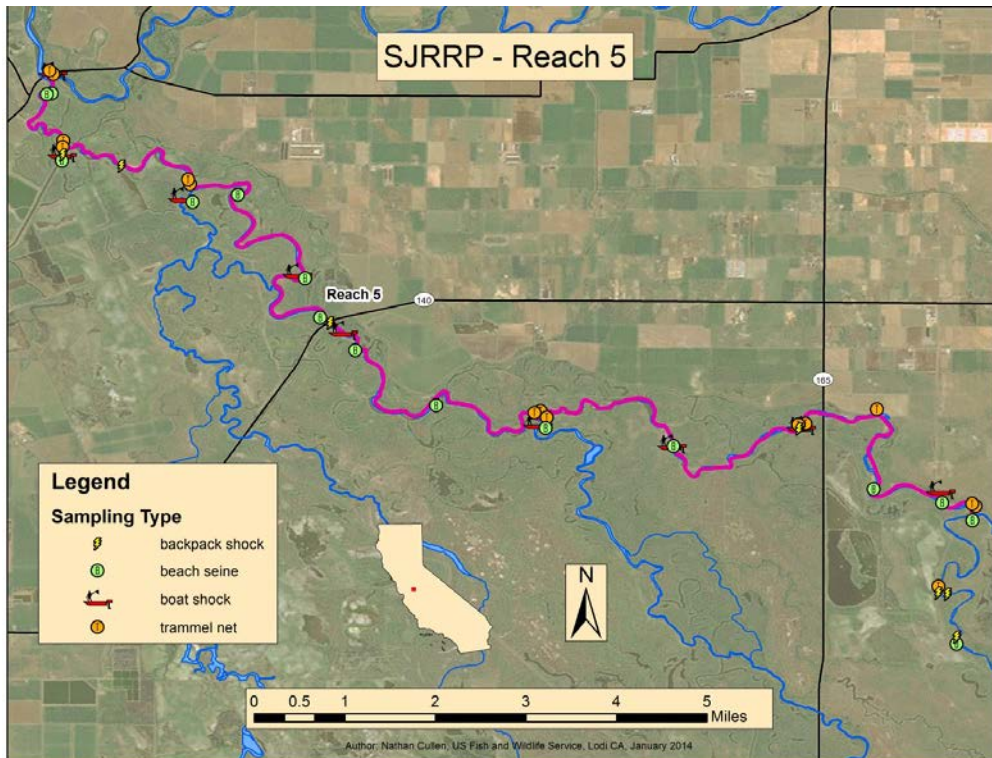 SJRRP - Reach 5
Reach 5
140
165
Legend
Sampling Type
backpack shock
beach seine
boat shock
trammel net
N
0 0.5 1 2 3 4 5
Miles
Author: Nathan Cullen, US Fish and Wildlife Service, Lodi CA, January 2014